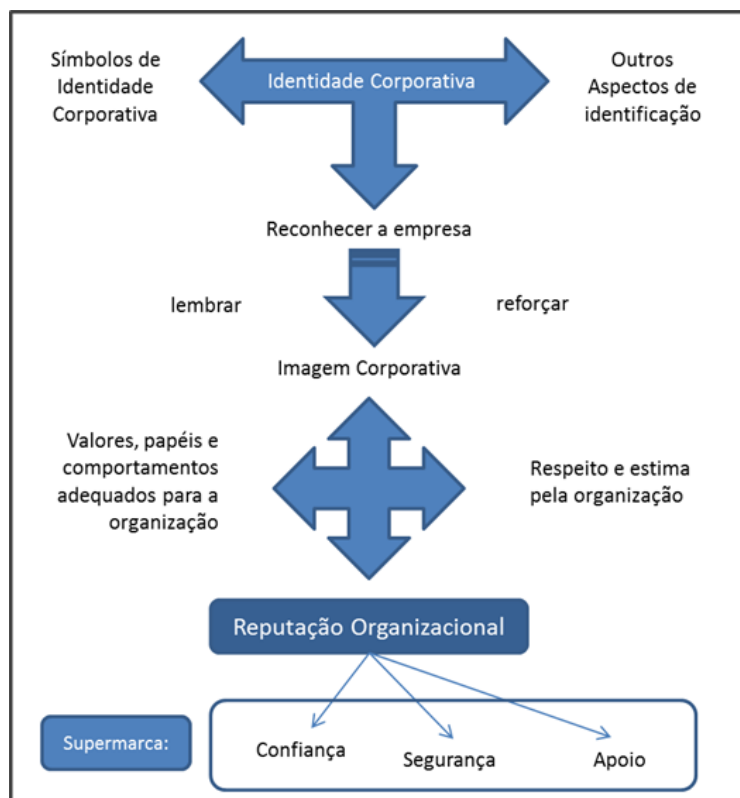 Símbolos de
Identidade
Corporativa
Identidade Corporativa
Outros
Aspectos de
identificação
Reconhecer a empresa
lembrar
reforçar
Imagem Corporativa
Valores, papéis e
comportamentos
adequados para a
organização
Respeito e estima
pela organização
Reputação Organizacional
Supermarca:
Confiança
Segurança
Apoio